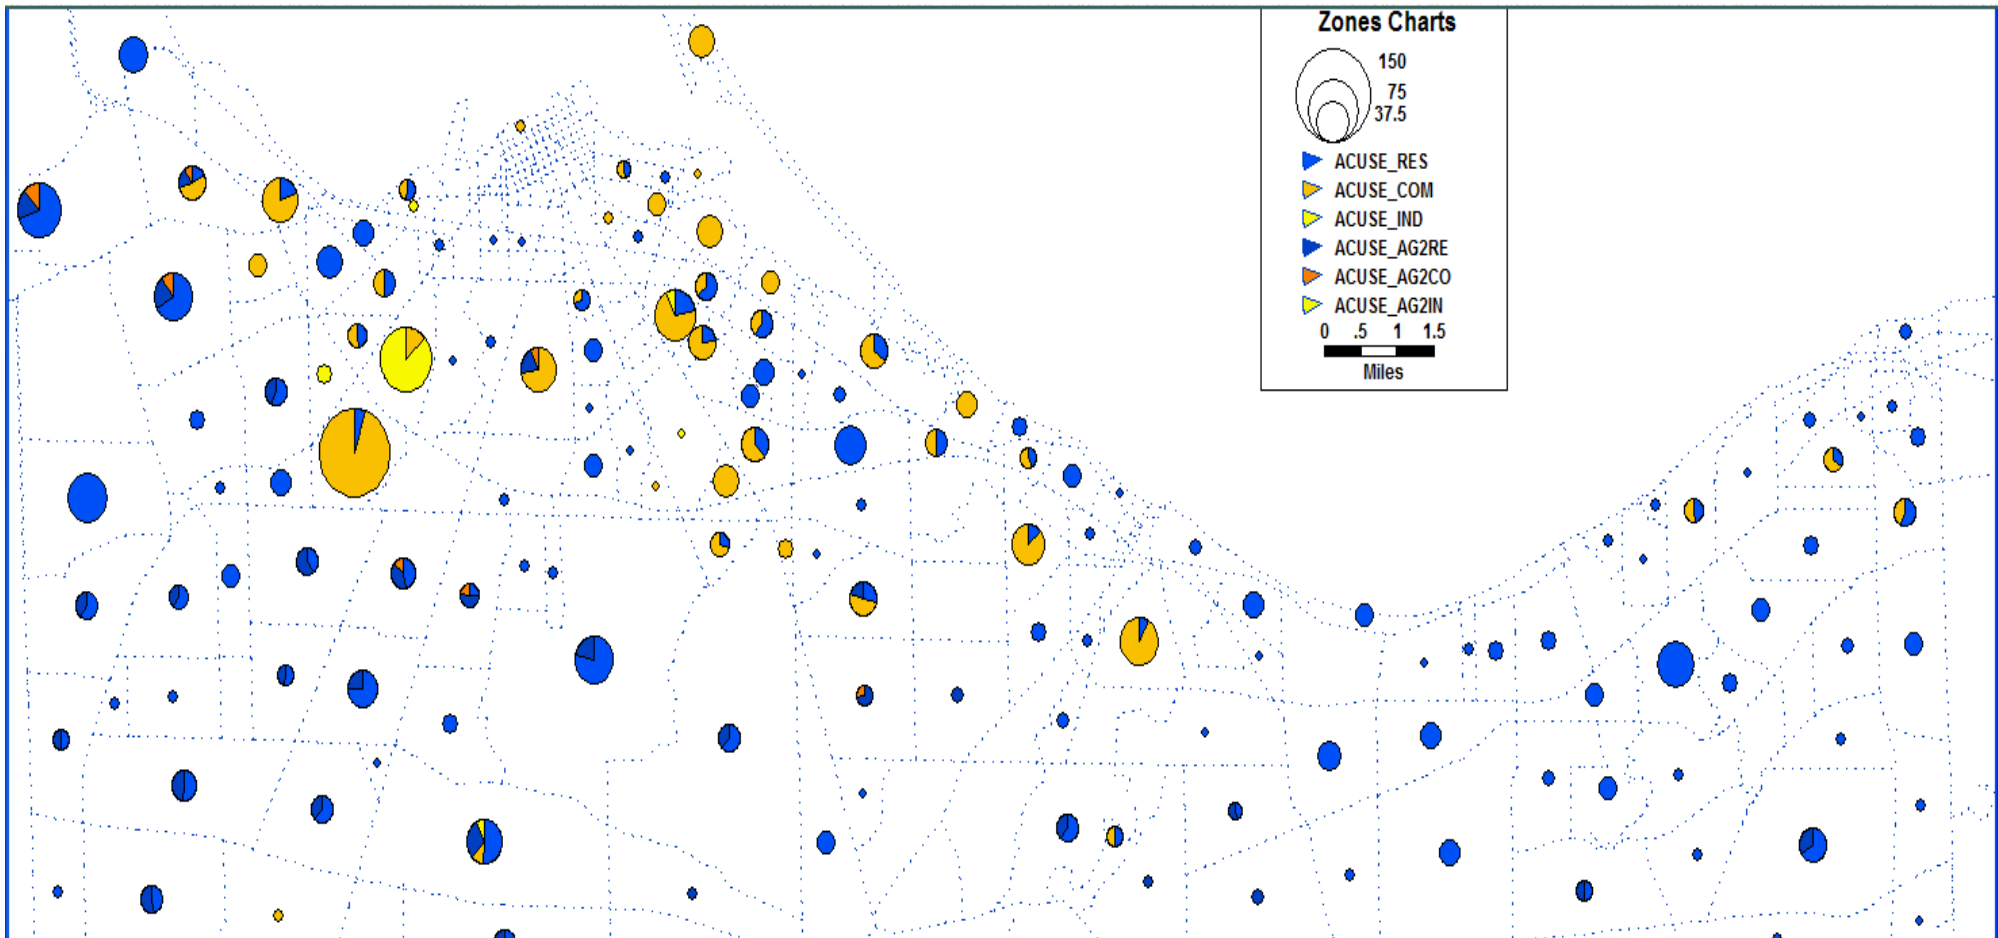 Zones Charts
150
75
37.5
ACUSE_RES
ACUSE_COM
ACUSE_IND
ACUSE_AG2RE
ACUSE_AG2CO
ACUSE_AG2IN
0 .5 1 1.5
Miles